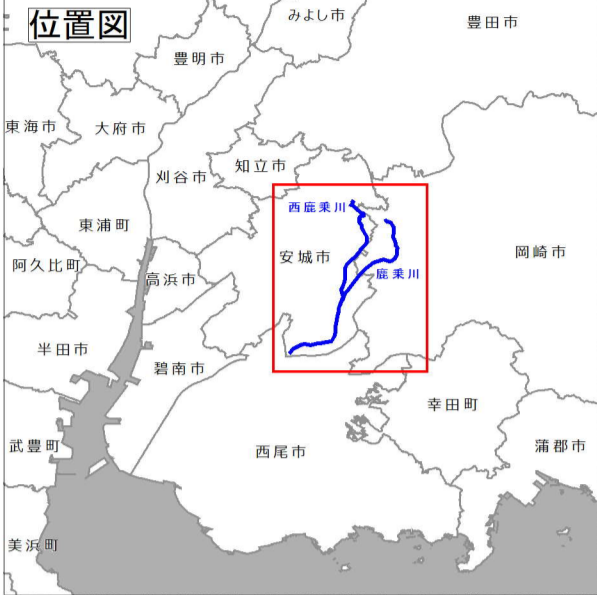 位置図
みよし市
豊田市
豊明市
東海市
大府市
知立市
刈谷市
西鹿乗川
東浦町
安城市
岡崎市
阿久比町
高浜市
鹿乗川
半田市
碧南市
幸田町
武豊町
西尾市
蒲郡市
美浜町